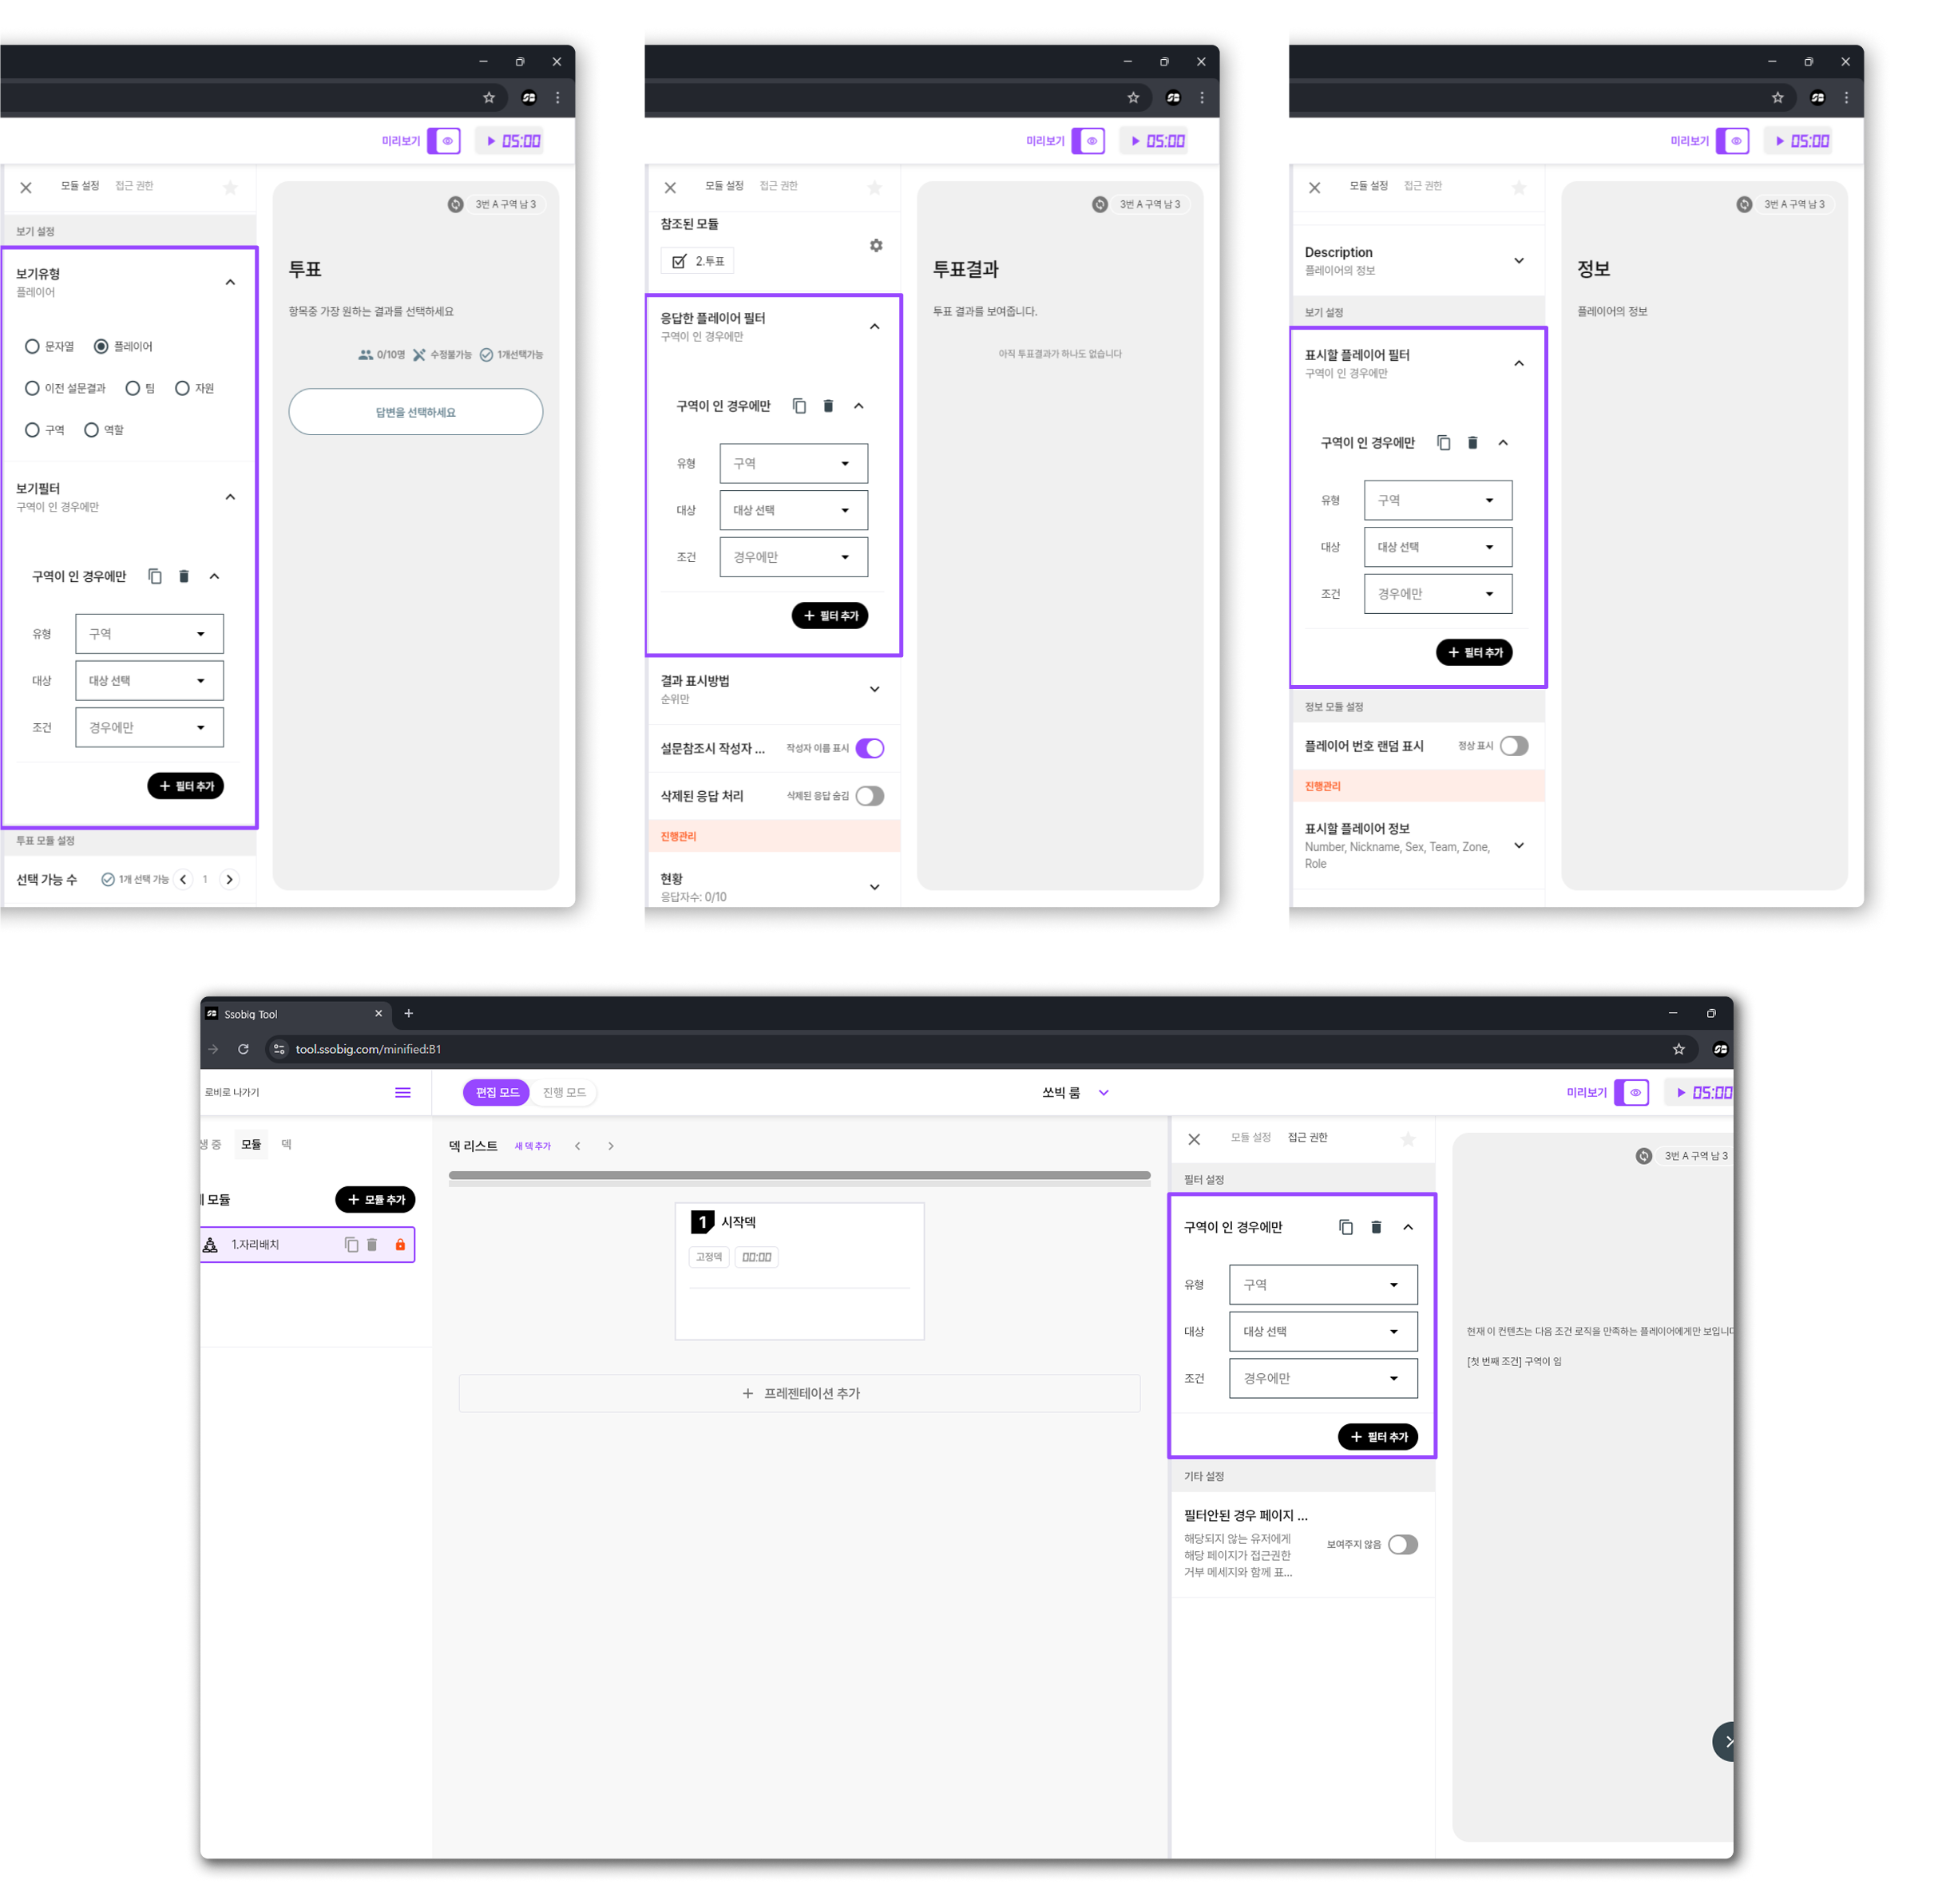 미리보기
05:00
모듈 설정 접근 권한
보기 설정
보기유형
플레이어
문자열 플레이어
이전 설문결과 팀 자원
구역 역할
보기필터
구역이 인 경우에만
구역이 인 경우에만
유형 구역
대상 대상 선택
조건 경우에만
+ 필터 추가
투표 모듈 설정
선택 가능 수 1개 선택 가능 1
3번 A 구역 남 3
투표
항목중 가장 원하는 결과를 선택하세요
0/10명 수정불가능 1개선택가능
답변을 선택하세요
미리보기
05:00
모듈 설정 접근 권한
참조된 모듈
2.투표
응답한 플레이어 필터
구역이 인 경우에만
구역이 인 경우에만
유형 구역
대상 대상 선택
조건 경우에만
+ 필터 추가
결과 표시방법
순위만
설문참조시 작성자 ... 작성자 이름 표시
삭제된 응답 처리 삭제된 응답 숨김
진행관리
현황
응답자수: 0/10
3번 A 구역 남 3
투표결과
투표 결과를 보여줍니다.
아직 투표결과가 하나도 없습니다
미리보기
05:00
모듈 설정 접근 권한
Description
플레이어의 정보
보기 설정
표시할 플레이어 필터
구역이 인 경우에만
구역이 인 경우에만
유형 구역
대상 대상 선택
조건 경우에만
+ 필터 추가
정보 모듈 설정
플레이어 번호 랜덤 표시 정상 표시
진행관리
표시할 플레이어 정보
Number, Nickname, Sex, Team, Zone,
Role
3번 A 구역 남 3
정보
플레이어의 정보
Ssobig Tool
tool.ssobig.com/minified:B1
로비로 나가기
편집 모드 진행 모드
쏘빅 룸
미리보기
05:00
중 모듈 덱
모듈
+ 모듈 추가
1.자리배치
덱 리스트 새 덱 추가
1 시작덱
고정덱 00:00
+ 프레젠테이션 추가
모듈 설정 접근 권한
필터 설정
구역이 인 경우에만
유형 구역
대상 대상 선택
조건 경우에만
+ 필터 추가
기타 설정
필터안된 경우 페이지 ...
해당되지 않는 유저에게
해당 페이지가 접근권한
거부 메세지와 함께 표...
보여주지 않음
3번 A 구역 남 3
현재 이 컨텐츠는 다음 조건 로직을 만족하는 플레이어에게만 보입니다
[첫 번째 조건] 구역이 임